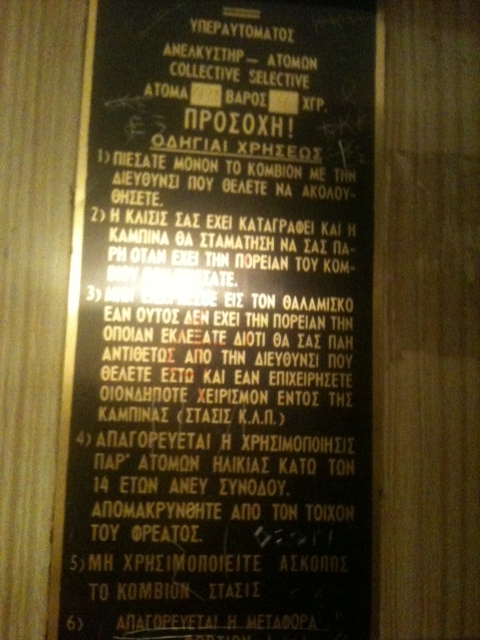 ΥΠΕΡΑΥΤΟΜΑΤΟΣ
ΑΝΕΛΚΥΣΤΗΡ – ΑΤΟΜΩΝ
COLLECTIVE SELECTIVE
ΑΤΟΜΑ ΒΑΡΟΣ ΧΓΡ.
ΠΡΟΣΟΧΗ!
ΟΔΗΓΙΑΙ ΧΡΗΣΕΩΣ
1) ΠΙΕΣΑΤΕ ΜΟΝΟΝ ΤΟ ΚΟΜΒΙΟΝ ΜΕ ΤΗΝ
ΔΙΕΥΘΥΝΣΙ ΠΟΥ ΘΕΛΕΤΕ ΝΑ ΑΚΟΛΟΥ-
ΘΗΣΕΤΕ.
2) Η ΚΛΙΣΙΣ ΣΑΣ ΕΧΕΙ ΚΑΤΑΓΡΑΦΕΙ ΚΑΙ Η
ΚΑΜΠΙΝΑ ΘΑ ΣΤΑΜΑΤΗΣΗ ΝΑ ΣΑΣ ΠΑ-
ΡΗ ΟΤΑΝ ΕΧΕΙ ΤΗΝ ΠΟΡΕΙΑΝ ΤΟΥ ΚΟΜ-
3) ΕΙΣ ΤΟΝ ΘΑΛΑΜΙΣΚΟ
ΕΑΝ ΟΥΤΟΣ ΔΕΝ ΕΧΕΙ ΤΗΝ ΠΟΡΕΙΑΝ ΤΗΝ
ΟΠΟΙΑΝ ΕΚΛΕΞΑΤΕ ΔΙΟΤΙ ΘΑ ΣΑΣ ΠΑΗ
ΑΝΤΙΘΕΤΩΣ ΑΠΟ ΤΗΝ ΔΙΕΥΘΥΝΣΙ ΠΟΥ
ΘΕΛΕΤΕ ΕΣΤΩ ΚΑΙ ΕΑΝ ΕΠΙΧΕΙΡΗΣΕΤΕ
ΟΙΟΝΔΗΠΟΤΕ ΧΕΙΡΙΣΜΟΝ ΕΝΤΟΣ ΤΗΣ
ΚΑΜΠΙΝΑΣ (ΣΤΑΣΙΣ Κ.Λ.Π.)
4) ΑΠΑΓΟΡΕΥΕΤΑΙ Η ΧΡΗΣΙΜΟΠΟΙΗΣΙΣ
ΠΑΡ' ΑΤΟΜΩΝ ΗΛΙΚΙΑΣ ΚΑΤΩ ΤΩΝ
14 ΕΤΩΝ ΑΝΕΥ ΣΥΝΟΔΟΥ.
ΑΠΟΜΑΚΡΥΝΘΗΤΕ ΑΠΟ ΤΟΝ ΤΟΙΧΟΝ
ΤΟΥ ΦΡΕΑΤΟΣ.
5) ΜΗ ΧΡΗΣΙΜΟΠΟΙΕΙΤΕ ΑΣΚΟΠΩΣ
ΤΟ ΚΟΜΒΙΟΝ ΣΤΑΣΙΣ
6) ΑΠΑΓΟΡΕΥΕΤΑΙ Η ΜΕΤΑΦΟΡΑ